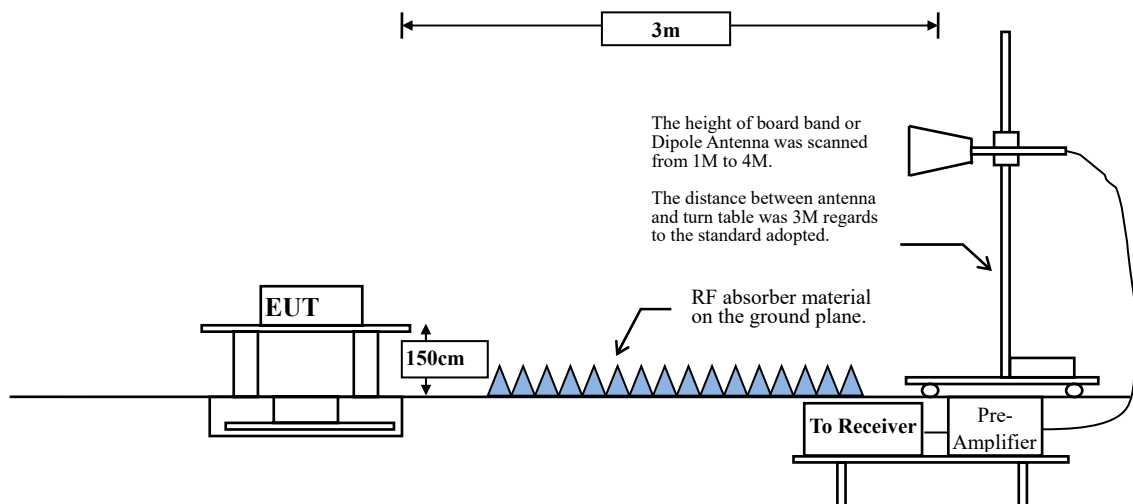 3m
The height of board band or
Dipole Antenna was scanned
from 1M to 4M.
The distance between antenna
and turn table was 3M regards
to the standard adopted.
EUT
RF absorber material
on the ground plane.
150cm
To Receiver
Pre-
Amplifier